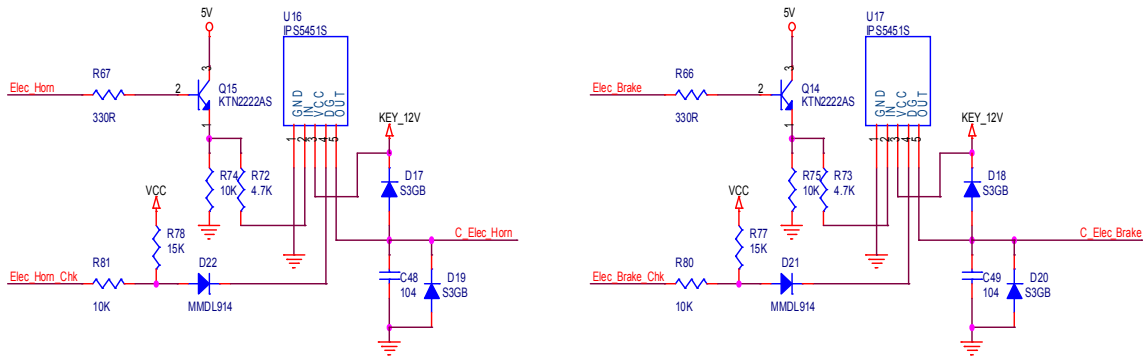 5V
U16
IPS5451S
Elec_Horn
R67
330R
2
3
1
Q15
KTN2222AS
GND
IN
VCC
DG
OUT
1
2
3
4
5
KEY_12V
R74
10K
R72
4.7K
D17
S3GB
VCC
R78
15K
C_Elec_Horn
Elec_Horn_Chk
R81
10K
D22
MMDL914
C48
104
D19
S3GB
5V
U17
IPS5451S
Elec_Brake
R66
330R
2
3
1
Q14
KTN2222AS
GND
IN
VCC
DG
OUT
1
2
3
4
5
KEY_12V
R75
10K
R73
4.7K
D18
S3GB
VCC
R77
15K
C_Elec_Brake
Elec_Brake_Chk
R80
10K
D21
MMDL914
C49
104
D20
S3GB